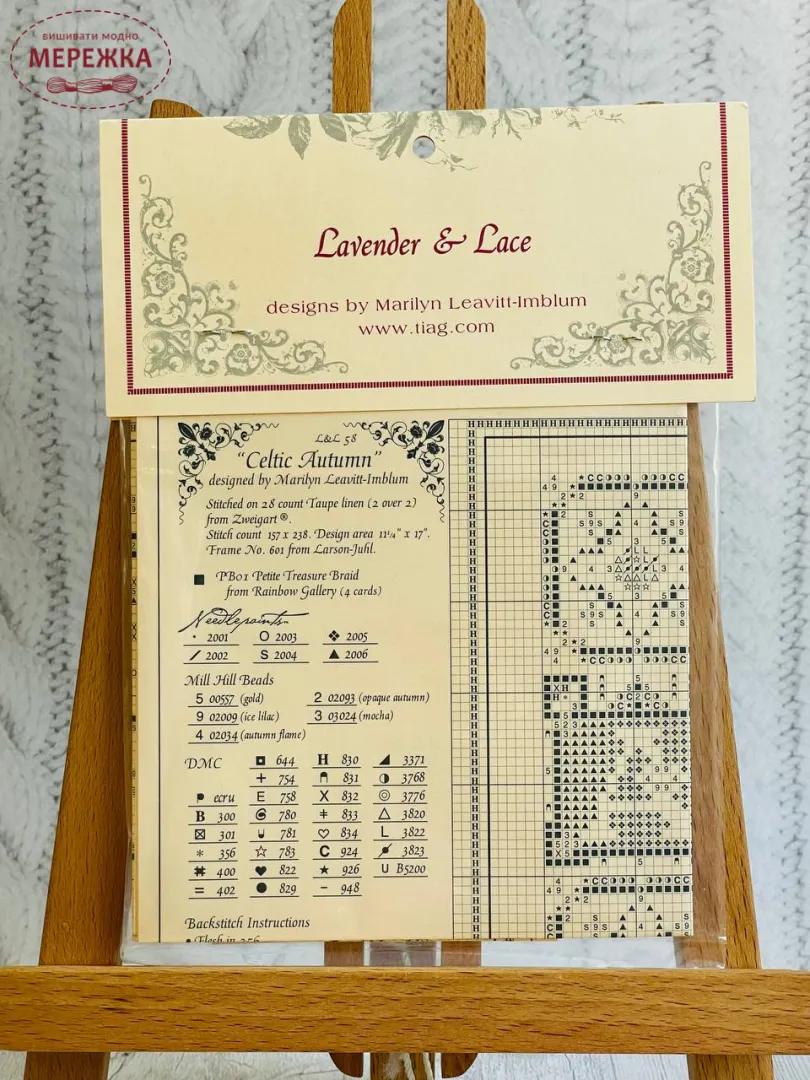 вишивати модно
МЕРЕЖКА
Lavender & Lace
designs by Marilyn Leavitt-Imblum
www.tiag.com
L&L 58
"Celtic Autumn"
designed by Marilyn Leavitt-Imblum
Stitched on 28 count Taupe linen (2 over 2)
from Zweigart ®.
Stitch count 157 x 238. Design area 11¼" x 17".
Frame No. 601 from Larson-Juhl.
■ PB01 Petite Treasure Braid
from Rainbow Gallery (4 cards)
Needlepaints
· 2001 O 2003 ❖ 2005
/ 2002 S 2004 ▲ 2006
Mill Hill Beads
5 00557 (gold) 2 02093 (opaque autumn)
9 02009 (ice lilac) 3 03024 (mocha)
4 02034 (autumn flame)
DMC ◘ 644 H 830 ◢ 3371
+ 754 831 ◑ 3768
ecru E 758 X 832 ◎ 3776
B 300 780 ǂ 833 △ 3820
⊠ 301 781 ♡ 834 L 3822
* 356 ☆ 783 C 924 3823
400 ♥ 822 ★ 926 U B5200
= 402 ● 829 − 948
Backstitch Instructions
• Flesh in 356